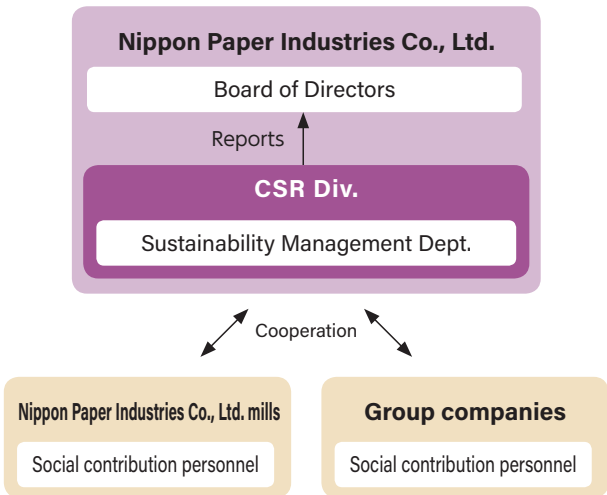 Nippon Paper Industries Co., Ltd.
Board of Directors
Reports
CSR Div.
Sustainability Management Dept.
Cooperation
Nippon Paper Industries Co., Ltd. mills
Social contribution personnel
Group companies
Social contribution personnel